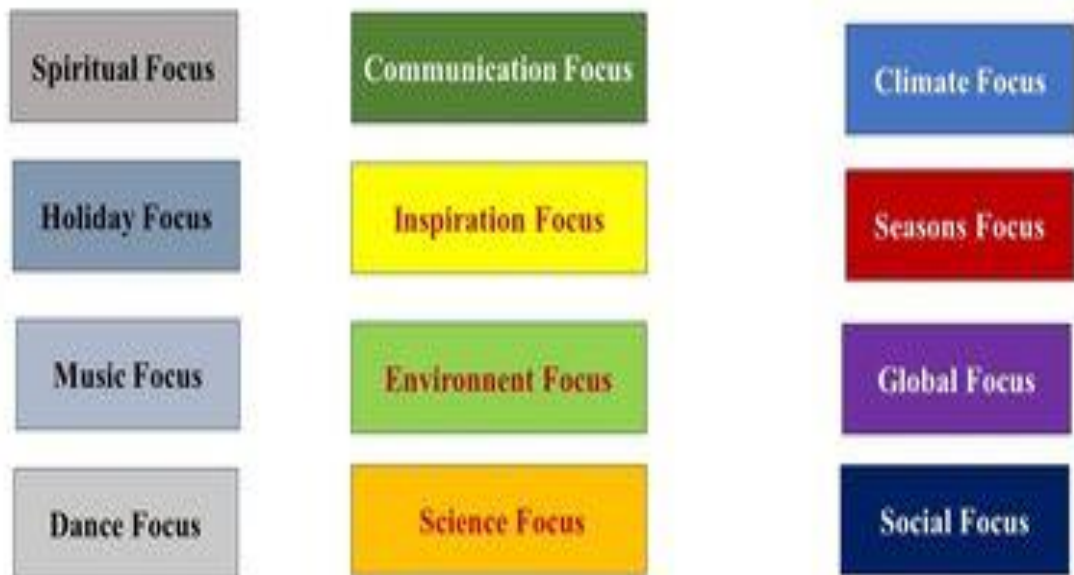 Spiritual Focus
Communication Focus
Climate Focus
Holiday Focus
Inspiration Focus
Seasons Focus
Music Focus
Environnent Focus
Global Focus
Dance Focus
Science Focus
Social Focus